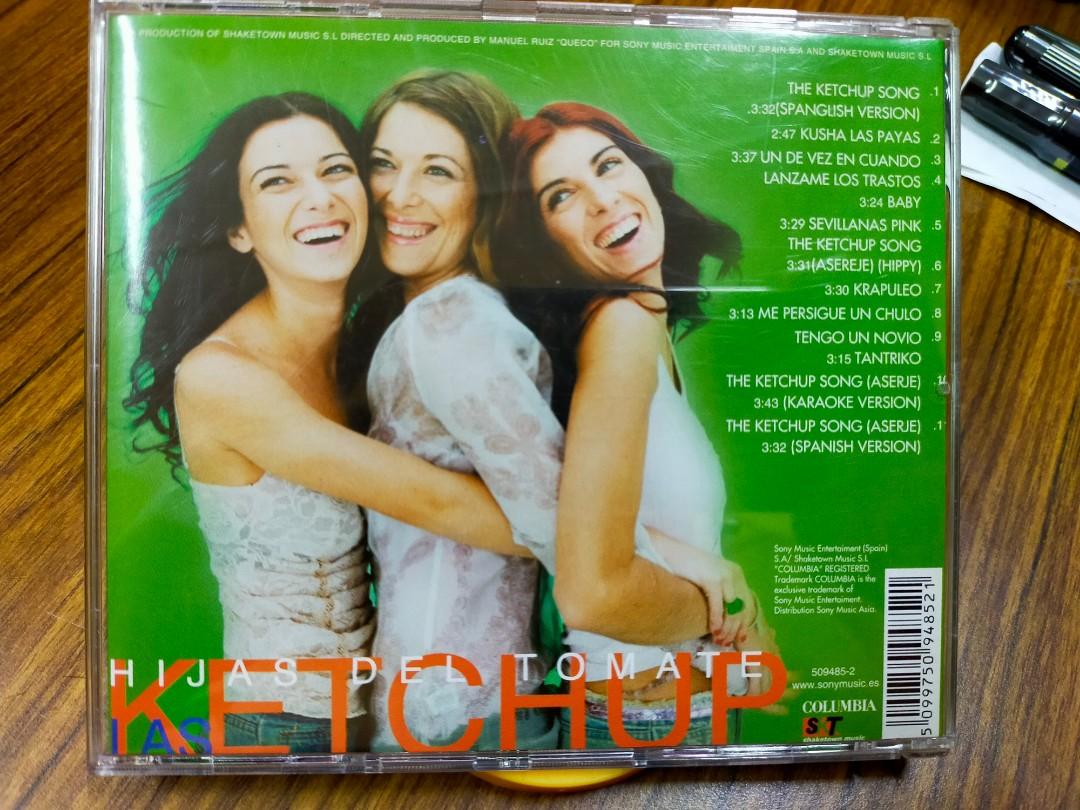 PRODUCTION OF SHAKETOWN MUSIC S.L DIRECTED AND PRODUCED BY MANUEL RUIZ "QUECO" FOR SONY MUSIC ENTERTAIMENT SPAIN S.A AND SHAKETOWN MUSIC S.L
THE KETCHUP SONG .1
.3:32(SPANGLISH VERSION)
2:47 KUSHA LAS PAYAS .2
3:37 UN DE VEZ EN CUANDO .3
LANZAME LOS TRASTOS .4
3:24 BABY
3:29 SEVILLANAS PINK .5
THE KETCHUP SONG
3:31(ASEREJE) (HIPPY) .6
3:30 KRAPULEO .7
3:13 ME PERSIGUE UN CHULO .8
TENGO UN NOVIO .9
3:15 TANTRIKO
THE KETCHUP SONG (ASERJE)
3:43 (KARAOKE VERSION)
THE KETCHUP SONG (ASERJE) .1
3:32 (SPANISH VERSION)
Sony Music Entertaiment (Spain)
S.A/ Shaketown Music S.L
"COLUMBIA" REGISTERED
Trademark COLUMBIA is the
exclusive trademark of
Sony Music Entertaiment.
Distribution Sony Music Asia.
509485-2
www.sonymusic.es
COLUMBIA
shaketown music
5 099750 948521
HIJAS DEL TOMATE
LAS KETCHUP